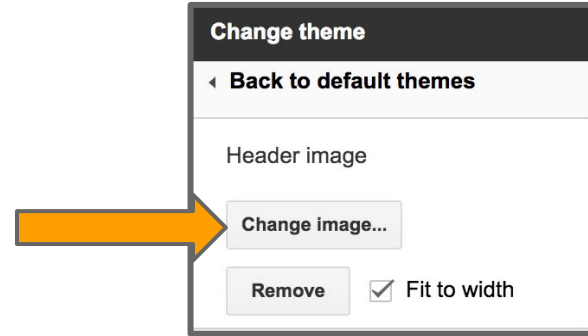 Change theme
Back to default themes
Header image
Change image...
Remove Fit to width